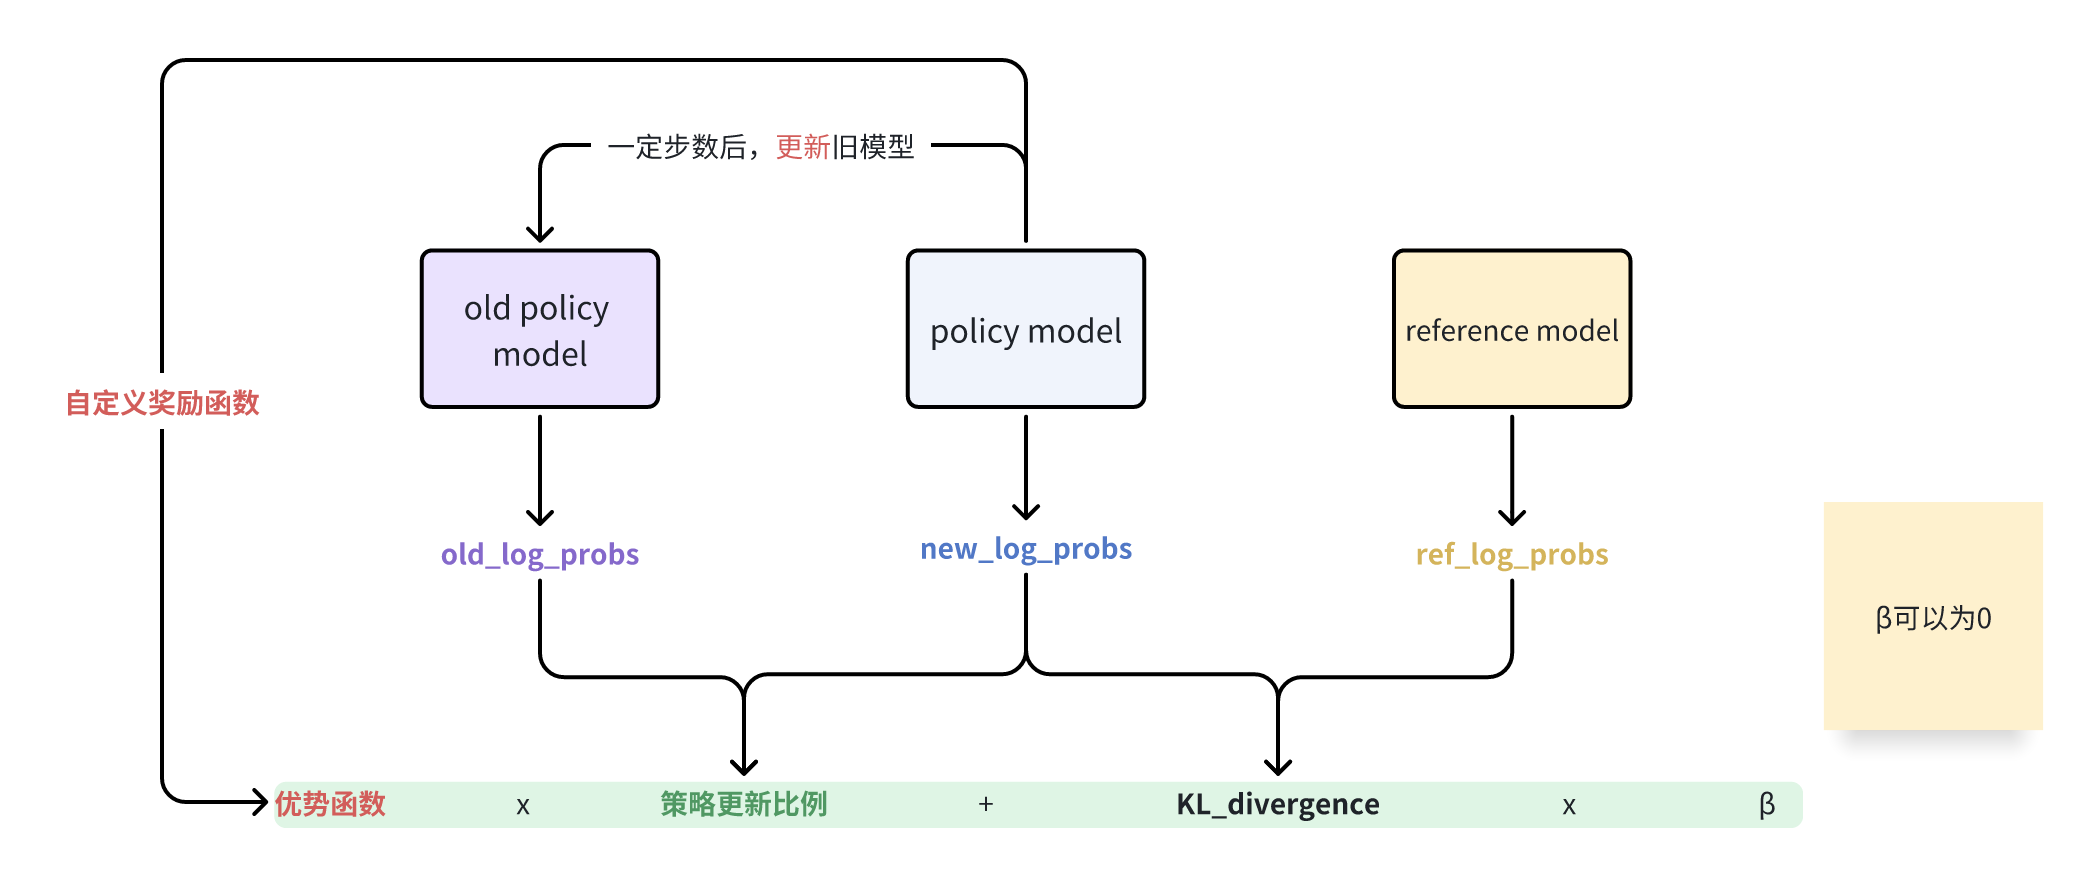 一定步数后，更新旧模型
old policy
model
policy model
reference model
自定义奖励函数
old_log_probs
new_log_probs
ref_log_probs
β可以为0
优势函数 x 策略更新比例 + KL_divergence x β